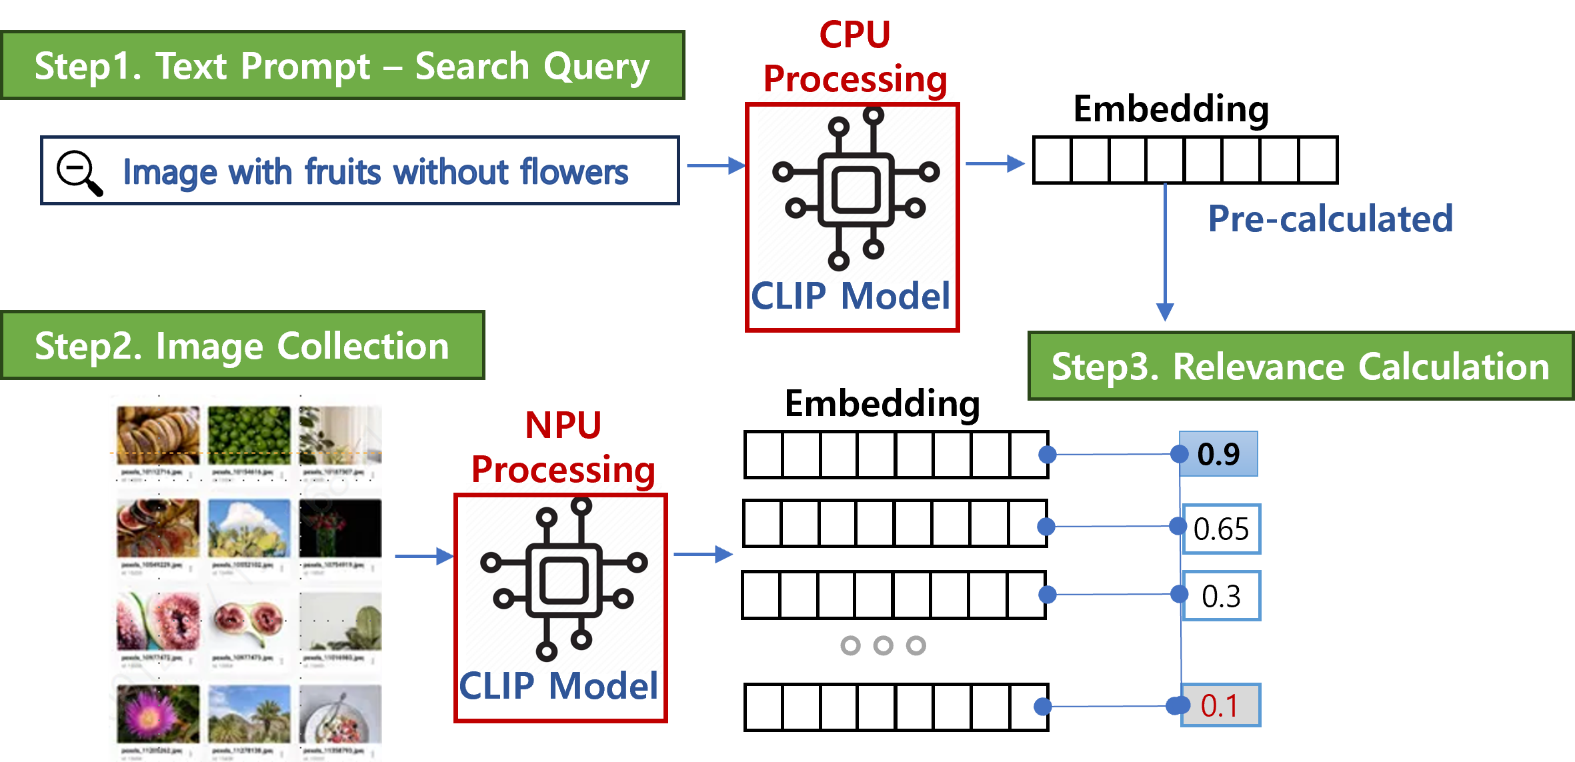 Step1. Text Prompt – Search Query
Image with fruits without flowers
CPU
Processing
CLIP Model
Embedding
Pre-calculated
Step2. Image Collection
NPU
Processing
CLIP Model
Embedding
Step3. Relevance Calculation
0.9
0.65
0.3
0.1